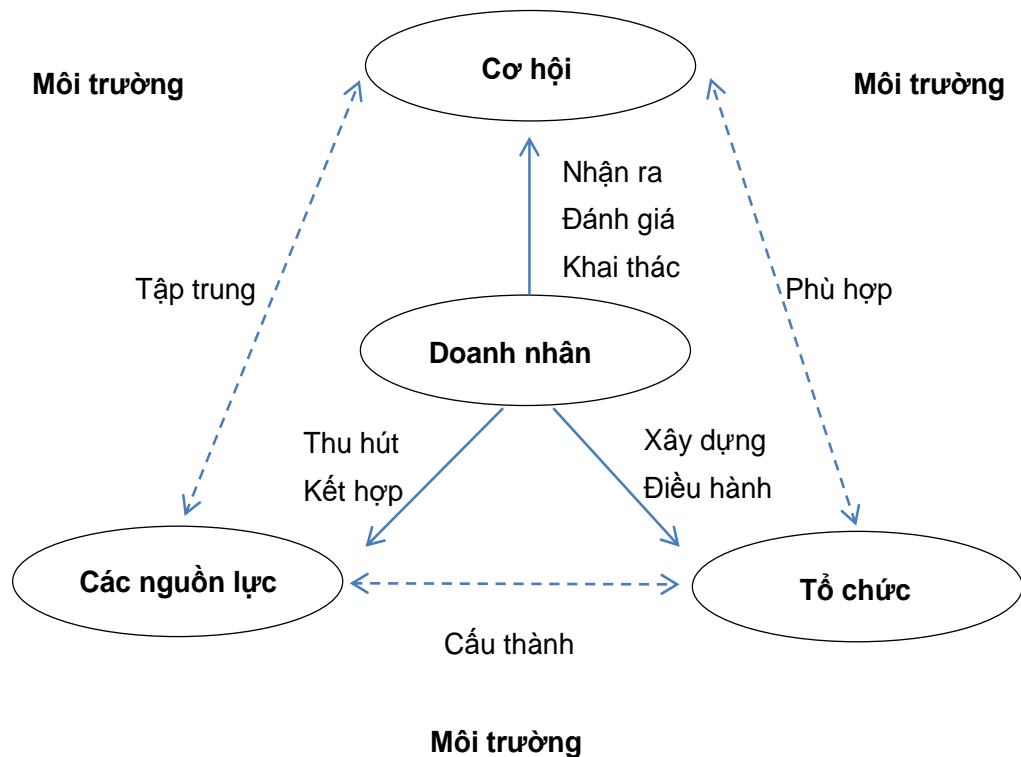 Cơ hội
Môi trường
Môi trường
Nhận ra
Đánh giá
Khai thác
Tập trung
Phù hợp
Doanh nhân
Thu hút
Kết hợp
Xây dựng
Điều hành
Các nguồn lực
Tổ chức
Cấu thành
Môi trường